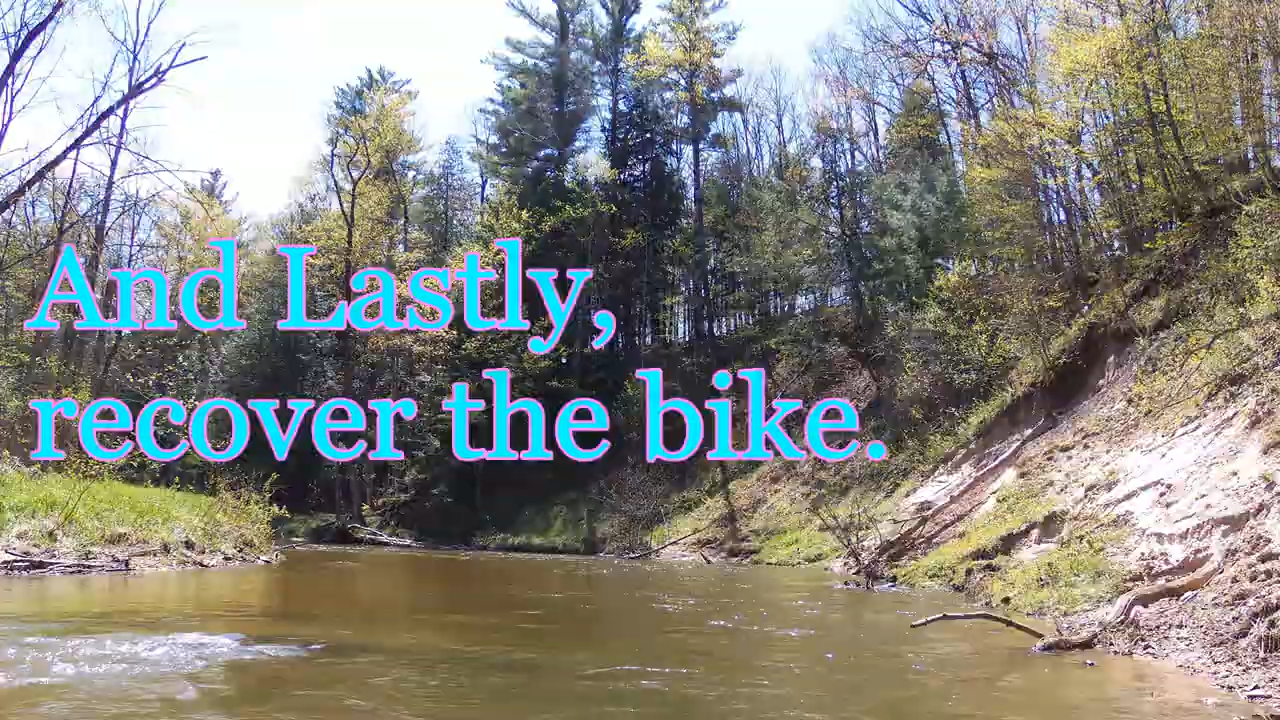 And Lastly,
recover the bike.